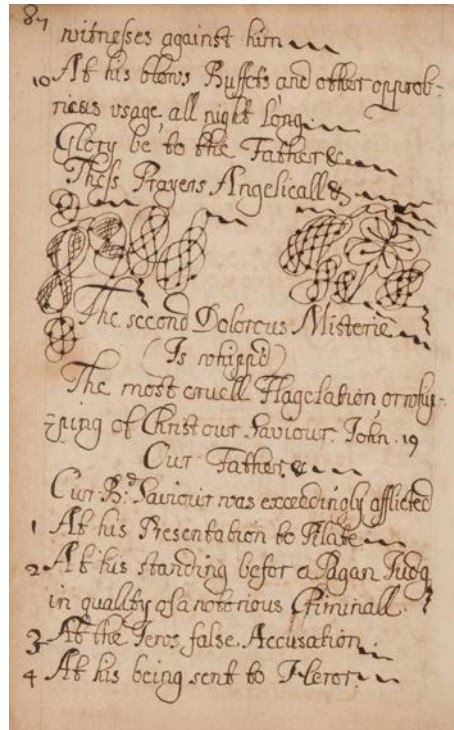 87
witnesses against him
10 At his blows Buffets and other opprob-
rious usage, all night long.
Glory be to the Father &c
Thess Prayers Angelicall &
The second Dolorous Misterie
(Is whippd)
The most cruell Flagelation, or whip-
-ping of Christ our Saviour. John. 19
Our Father. &
Our Bd. Saviour was exceedingly afflicted
1 At his Presentation to Pilate
2 At his standing befor a Pagan Judg
in quality of a notorious Criminall.
3 At the Jews false Accusation.
4 At his being sent to Heror.